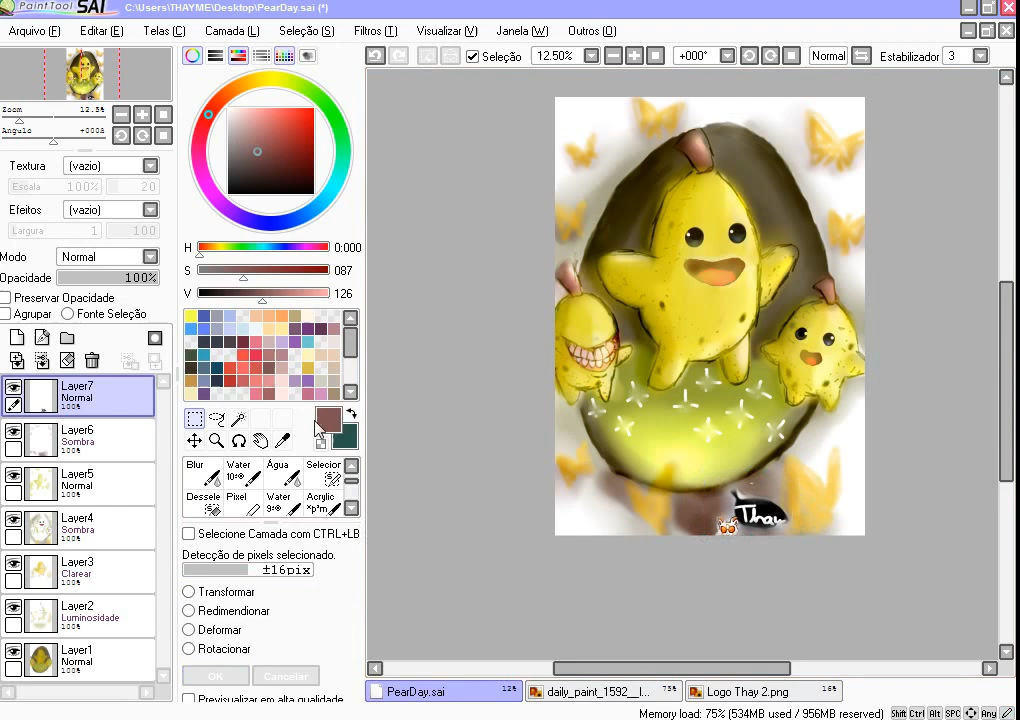 PaintTool SAI C:\Users\THAYME\Desktop\PearDay.sai (*)
Arquivo (F) Editar (E) Telas (C) Camada (L) Seleção (S) Filtros (T) Visualizar (V) Janela (W) Outros (O)
Seleção 12.50% +000° Normal Estabilizador 3
Zoom 12.5%
Angulo +000°
Textura (vazio)
Escala 100% 20
Efeitos (vazio)
Largura 1 100
Modo Normal
Opacidade 100%
Preservar Opacidade
Agrupar Fonte Seleção
Layer7
Normal
100%
Layer6
Sombra
100%
Layer5
Normal
100%
Layer4
Sombra
100%
Layer3
Clarear
100%
Layer2
Luminosidade
100%
Layer1
Normal
100%
H 0:000
S 087
V 126
Blur Water Água Selecior
Dessele Pixel Water Acrylic
Selecione Camada com CTRL+LB
Detecção de pixels selecionado.
±16pix
Transformar
Redimendionar
Deformar
Rotacionar
OK Cancelar
Previsualizar em alta qualidade
Thay
PearDay.sai 12% daily_paint_1592__l... 75% Logo Thay 2.png 16%
Memory load: 75% (534MB used / 956MB reserved) Shift Ctrl Alt SPC Any